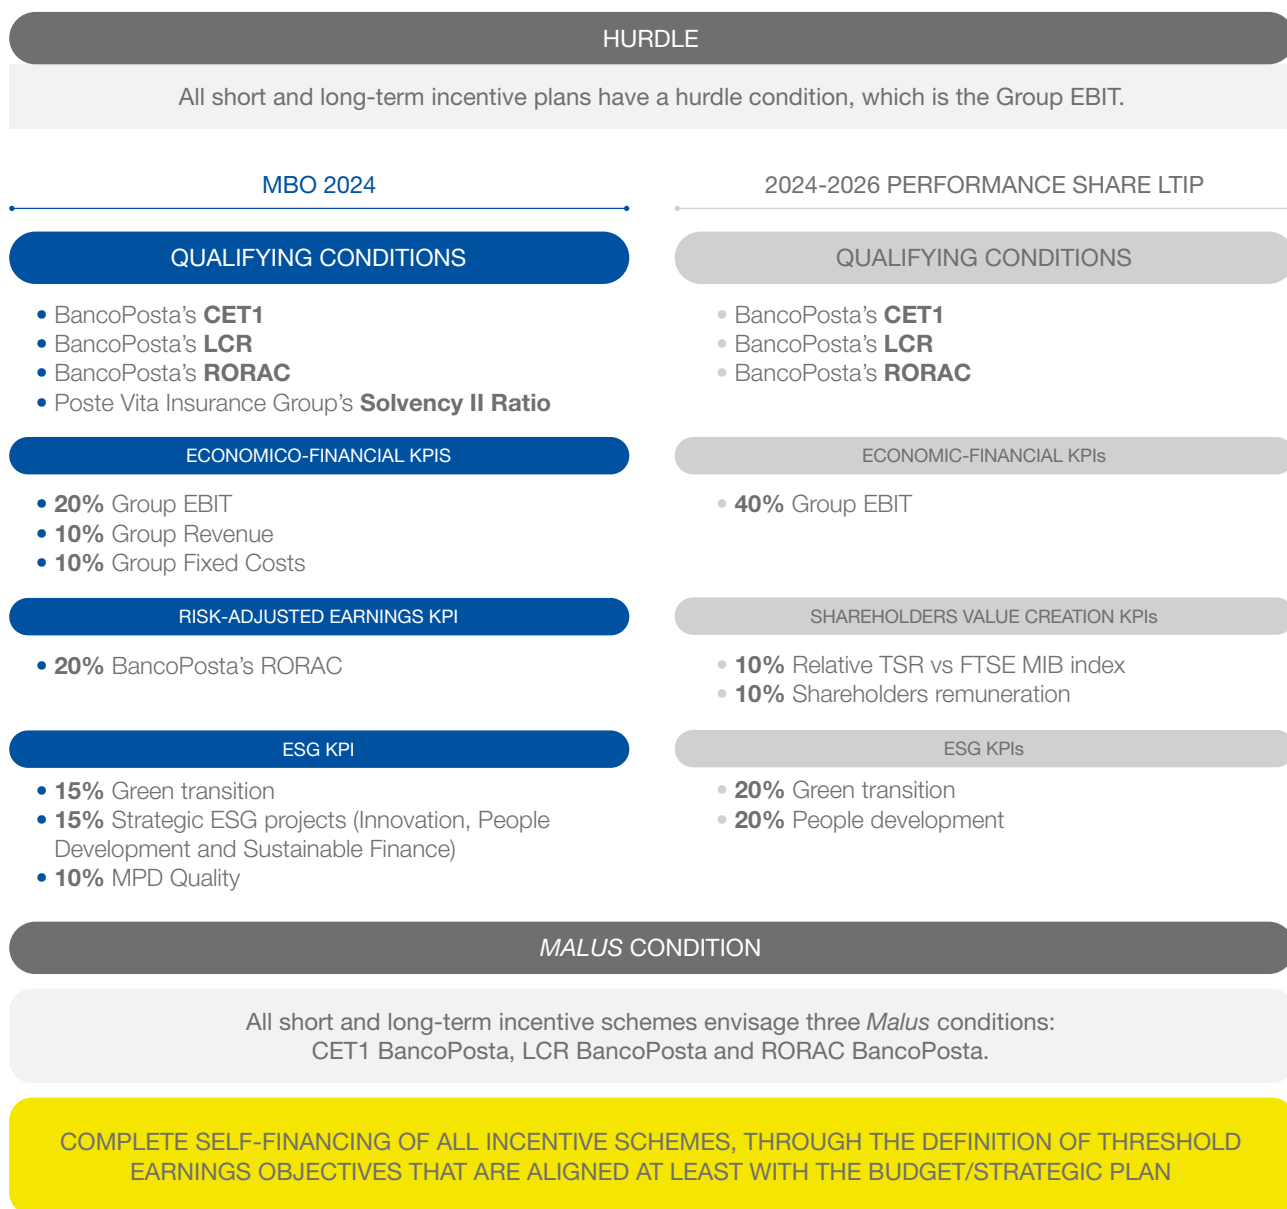 HURDLE
All short and long-term incentive plans have a hurdle condition, which is the Group EBIT.
MBO 2024
QUALIFYING CONDITIONS
• BancoPosta's CET1
• BancoPosta's LCR
• BancoPosta's RORAC
• Poste Vita Insurance Group's Solvency II Ratio
ECONOMICO-FINANCIAL KPIS
• 20% Group EBIT
• 10% Group Revenue
• 10% Group Fixed Costs
RISK-ADJUSTED EARNINGS KPI
• 20% BancoPosta's RORAC
ESG KPI
• 15% Green transition
• 15% Strategic ESG projects (Innovation, People
Development and Sustainable Finance)
• 10% MPD Quality
2024-2026 PERFORMANCE SHARE LTIP
QUALIFYING CONDITIONS
• BancoPosta's CET1
• BancoPosta's LCR
• BancoPosta's RORAC
ECONOMIC-FINANCIAL KPIs
• 40% Group EBIT
SHAREHOLDERS VALUE CREATION KPIs
• 10% Relative TSR vs FTSE MIB index
• 10% Shareholders remuneration
ESG KPIs
• 20% Green transition
• 20% People development
MALUS CONDITION
All short and long-term incentive schemes envisage three Malus conditions:
CET1 BancoPosta, LCR BancoPosta and RORAC BancoPosta.
COMPLETE SELF-FINANCING OF ALL INCENTIVE SCHEMES, THROUGH THE DEFINITION OF THRESHOLD
EARNINGS OBJECTIVES THAT ARE ALIGNED AT LEAST WITH THE BUDGET/STRATEGIC PLAN